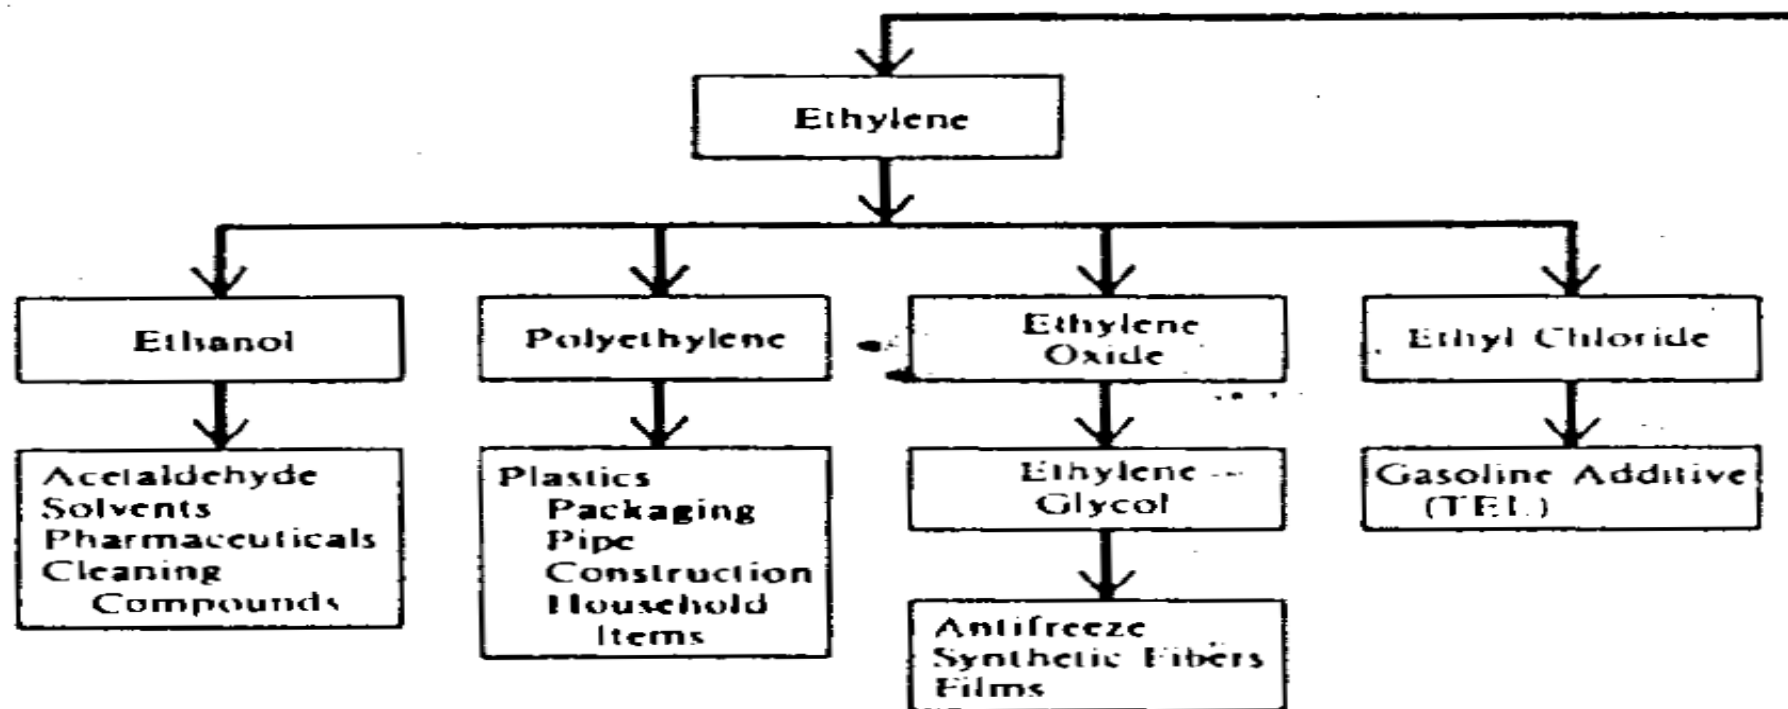 Ethylene
Ethanol
Polyethylene
Ethylene
Oxide
Ethyl Chloride
Acetaldehyde
Solvents
Pharmaceuticals
Cleaning
Compounds
Plastics
Packaging
Pipe
Construction
Household
Items
Ethylene
Glycol
Gasoline Additive
(TEL)
Antifreeze
Synthetic Fibers
Films